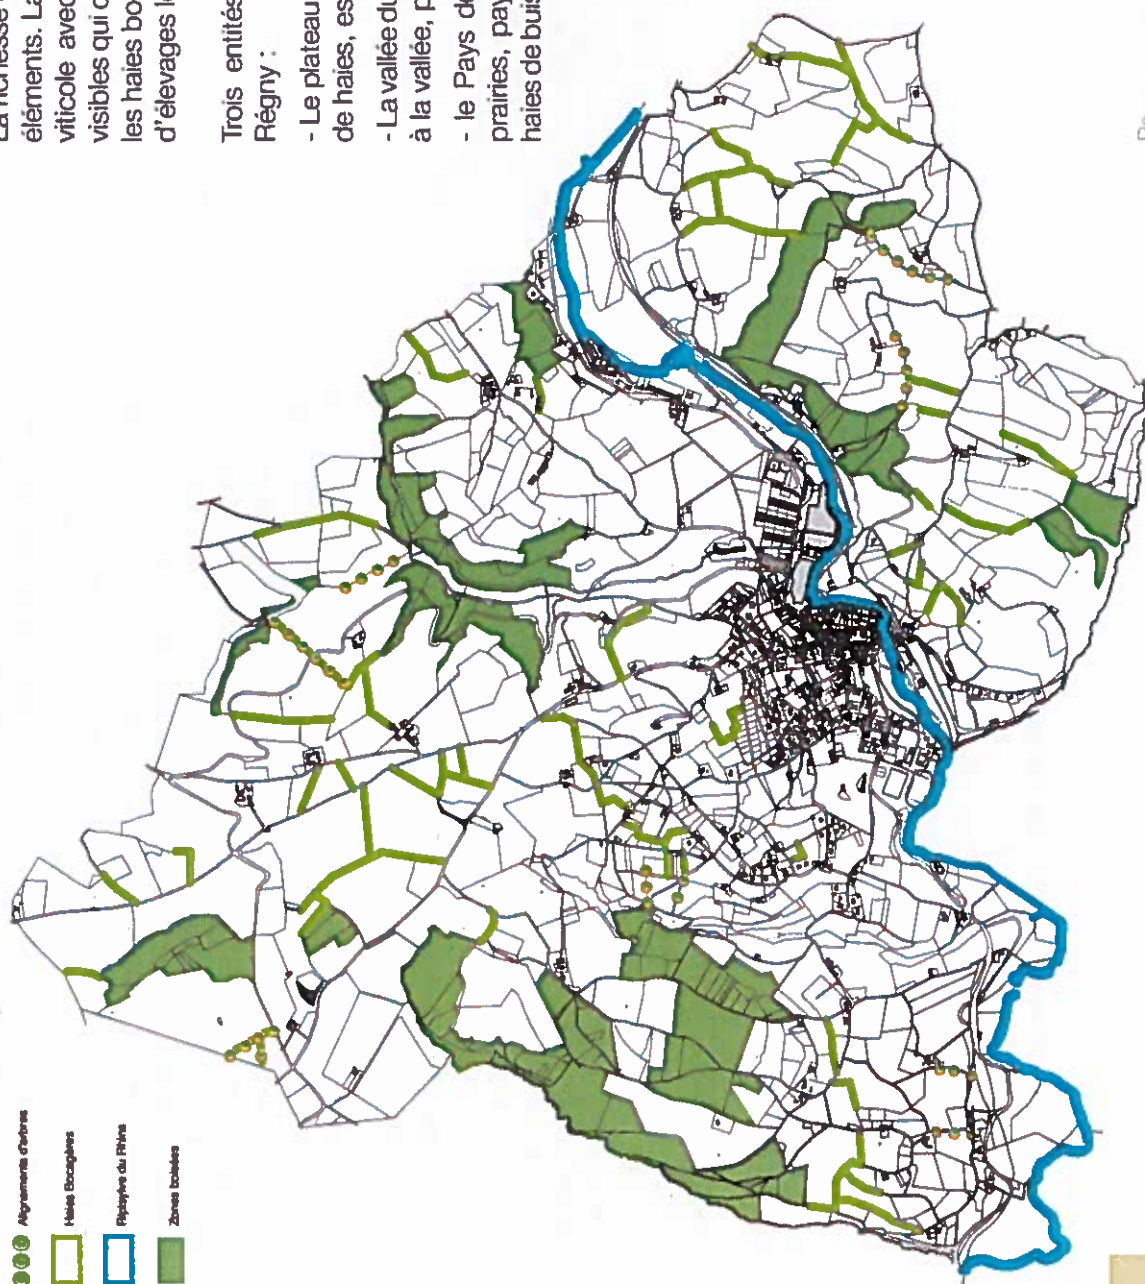 éléments. La
viticole avec
visibles qui
les haies bo
d'élevages l
Trois entités
Régny :
- Le plateau
de haies, es
- La vallée du
à la vallée, p
- le Pays de
prairies, pay
haies de buis
Alignements d'arbres
Haies Bocagères
Ripisylve du Rhins
Zones boisées